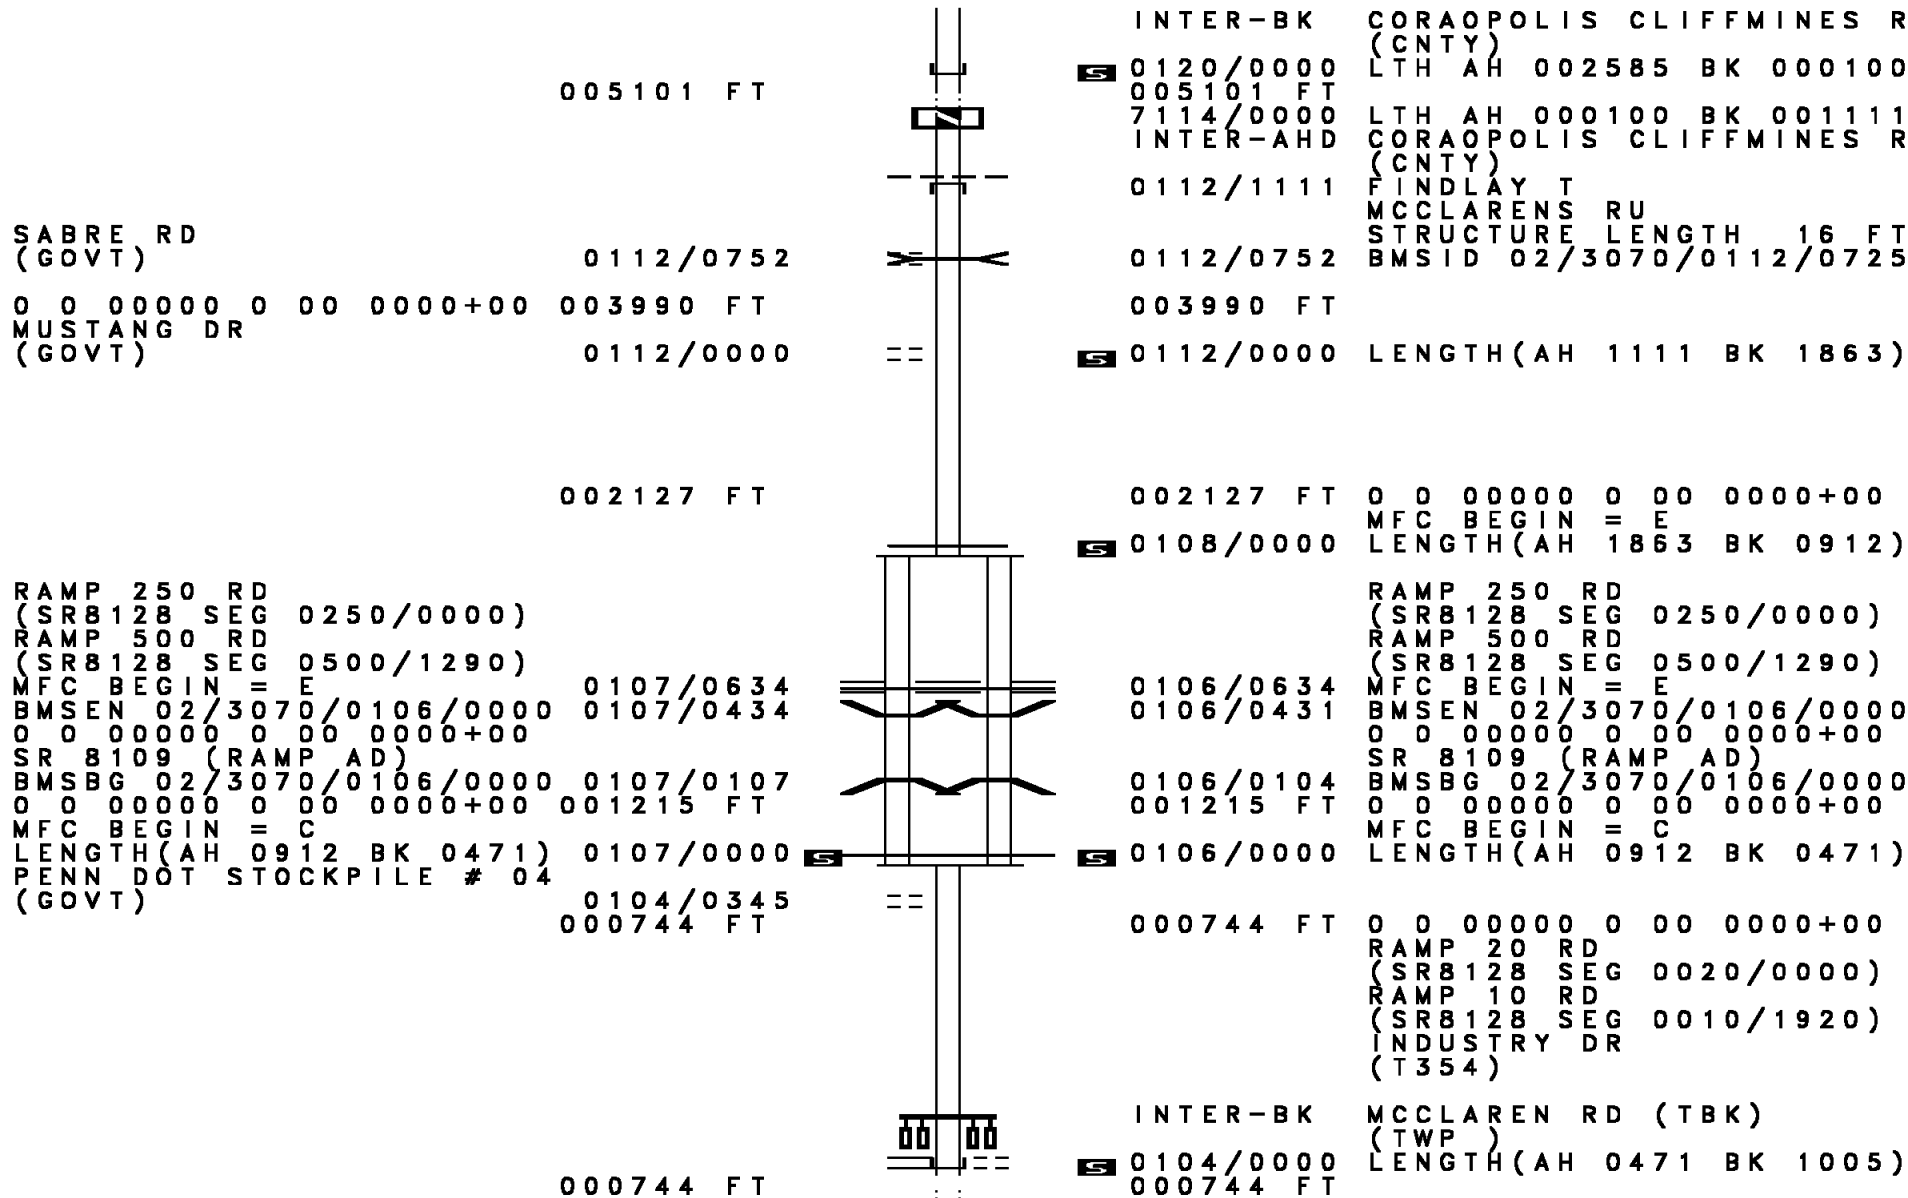 INTER-BK CORAOPOLIS CLIFFMINES R
(CNTY)
S 0120/0000 LTH AH 002585 BK 000100
005101 FT 005101 FT
7114/0000 LTH AH 000100 BK 001111
INTER-AHD CORAOPOLIS CLIFFMINES R
(CNTY)
0112/1111 FINDLAY T
MCCLARENS RU
SABRE RD STRUCTURE LENGTH 16 FT
(GOVT) 0112/0752 0112/0752 BMSID 02/3070/0112/0725
0 0 00000 0 00 0000+00 003990 FT 003990 FT
MUSTANG DR
(GOVT) 0112/0000 S 0112/0000 LENGTH(AH 1111 BK 1863)
002127 FT 002127 FT 0 0 00000 0 00 0000+00
MFC BEGIN = E
S 0108/0000 LENGTH(AH 1863 BK 0912)
RAMP 250 RD RAMP 250 RD
(SR8128 SEG 0250/0000) (SR8128 SEG 0250/0000)
RAMP 500 RD RAMP 500 RD
(SR8128 SEG 0500/1290) (SR8128 SEG 0500/1290)
MFC BEGIN = E 0107/0634 0106/0634 MFC BEGIN = E
BMSEN 02/3070/0106/0000 0107/0434 0106/0431 BMSEN 02/3070/0106/0000
0 0 00000 0 00 0000+00 0 0 00000 0 00 0000+00
SR 8109 (RAMP AD) SR 8109 (RAMP AD)
BMSBG 02/3070/0106/0000 0107/0107 0106/0104 BMSBG 02/3070/0106/0000
0 0 00000 0 00 0000+00 001215 FT 001215 FT 0 0 00000 0 00 0000+00
MFC BEGIN = C MFC BEGIN = C
LENGTH(AH 0912 BK 0471) 0107/0000 S S 0106/0000 LENGTH(AH 0912 BK 0471)
PENN DOT STOCKPILE # 04
(GOVT) 0104/0345
000744 FT 000744 FT 0 0 00000 0 00 0000+00
RAMP 20 RD
(SR8128 SEG 0020/0000)
RAMP 10 RD
(SR8128 SEG 0010/1920)
INDUSTRY DR
(T354)
INTER-BK MCCLAREN RD (TBK)
(TWP )
S 0104/0000 LENGTH(AH 0471 BK 1005)
000744 FT 000744 FT